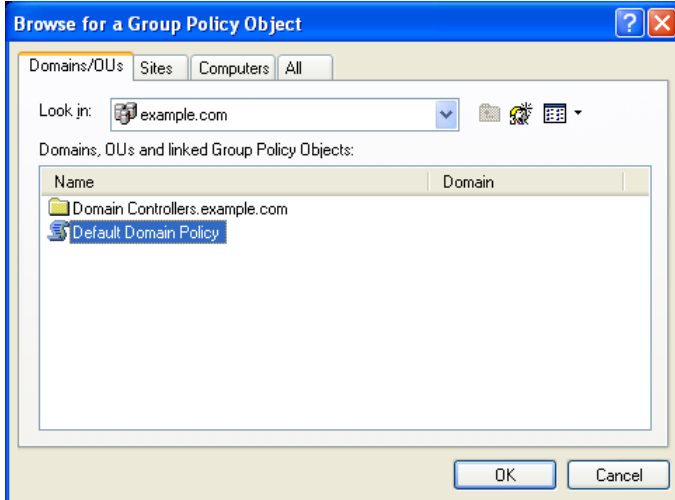 Browse for a Group Policy Object
Domains/OUs Sites Computers All
Look in: example.com
Domains, OUs and linked Group Policy Objects:
Name Domain
Domain Controllers.example.com
Default Domain Policy
OK Cancel